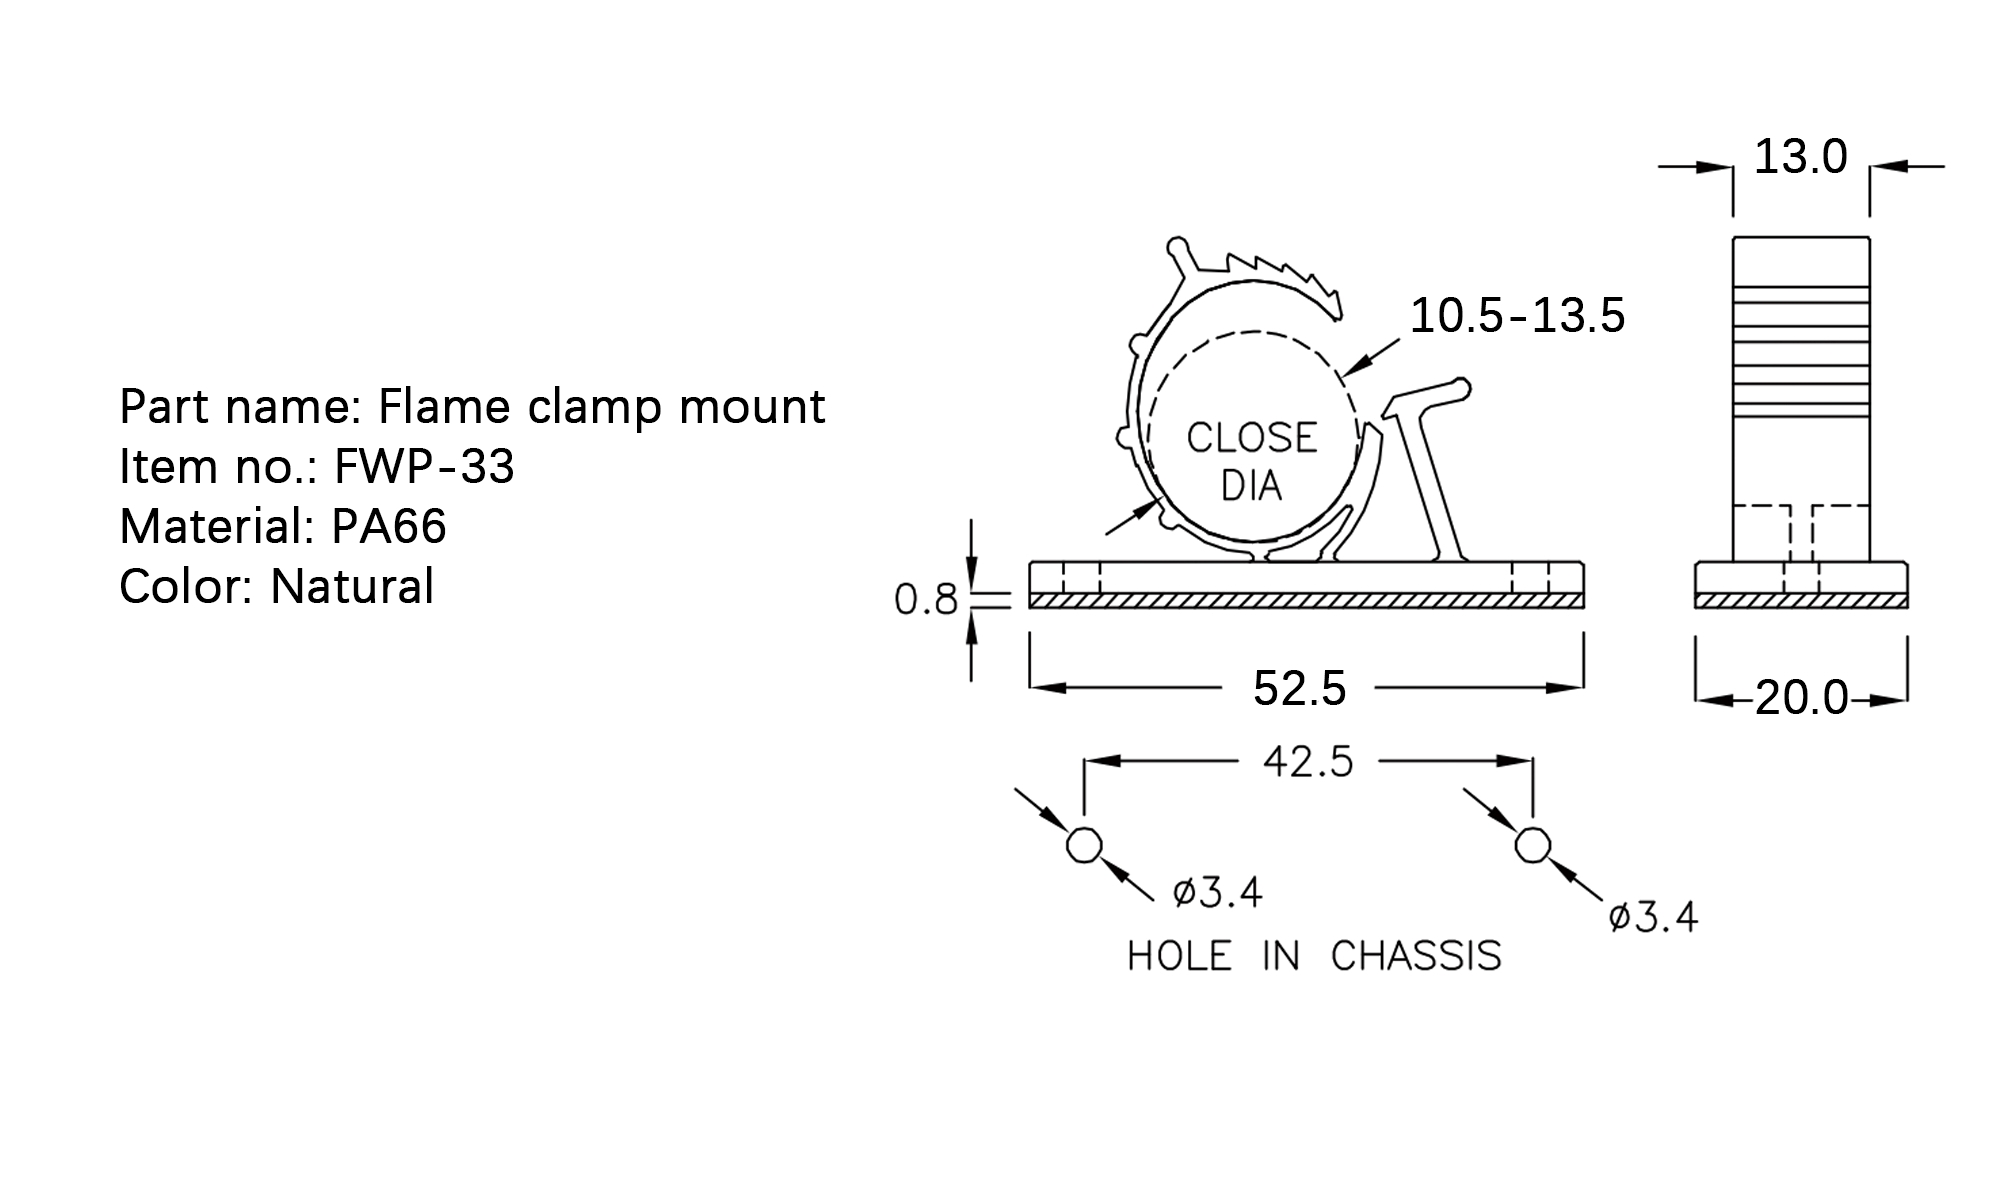 Part name: Flame clamp mount
Item no.: FWP-33
Material: PA66
Color: Natural
13.0
10.5-13.5
CLOSE
DIA
0.8
52.5
20.0
42.5
ø3.4
ø3.4
HOLE IN CHASSIS